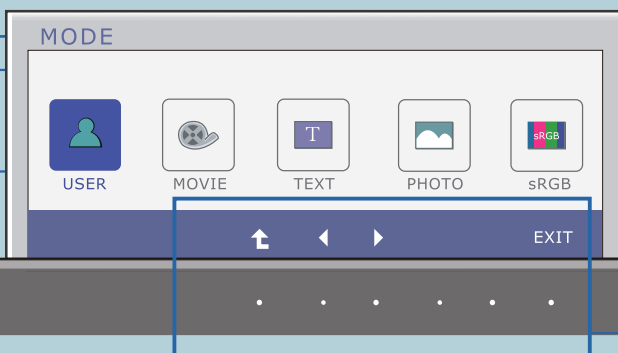 MODE
T
sRGB
USER MOVIE TEXT PHOTO sRGB
EXIT